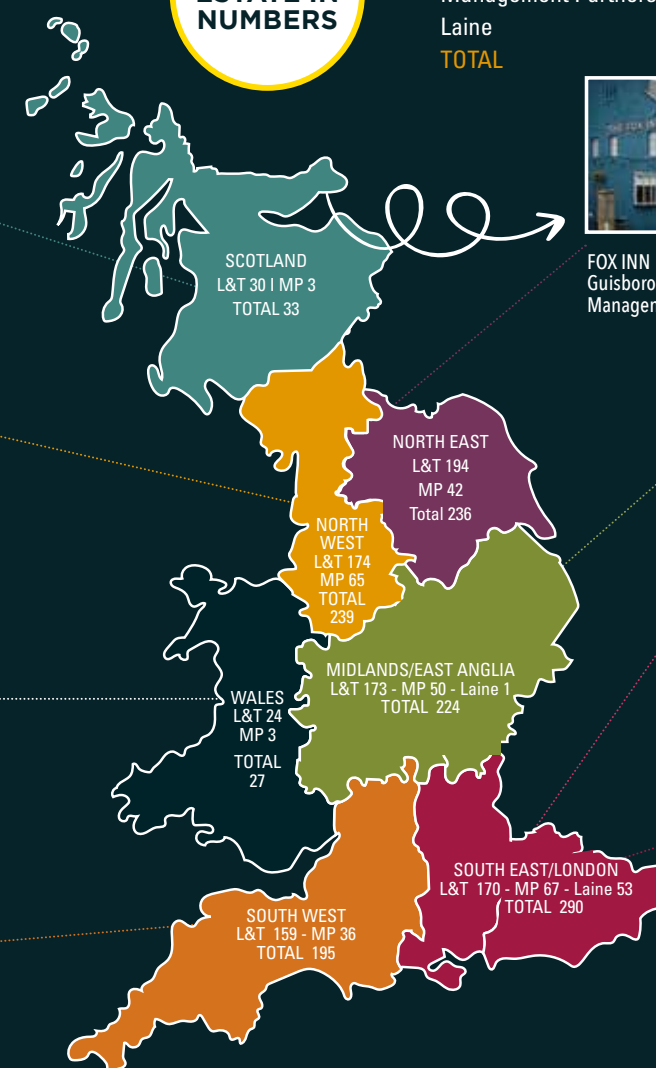 NUMBERS
Laine
TOTAL
SCOTLAND
L&T 30 I MP 3
TOTAL 33
FOX INN
NORTH EAST
L&T 194
MP 42
Total 236
NORTH
WEST
L&T 174
MP 65
TOTAL
239
MIDLANDS/EAST ANGLIA
L&T 173 - MP 50 - Laine 1
TOTAL 224
WALES
L&T 24
MP 3
TOTAL
27
SOUTH EAST/LONDON
L&T 170 - MP 67 - Laine 53
TOTAL 290
SOUTH WEST
L&T 159 - MP 36
TOTAL 195